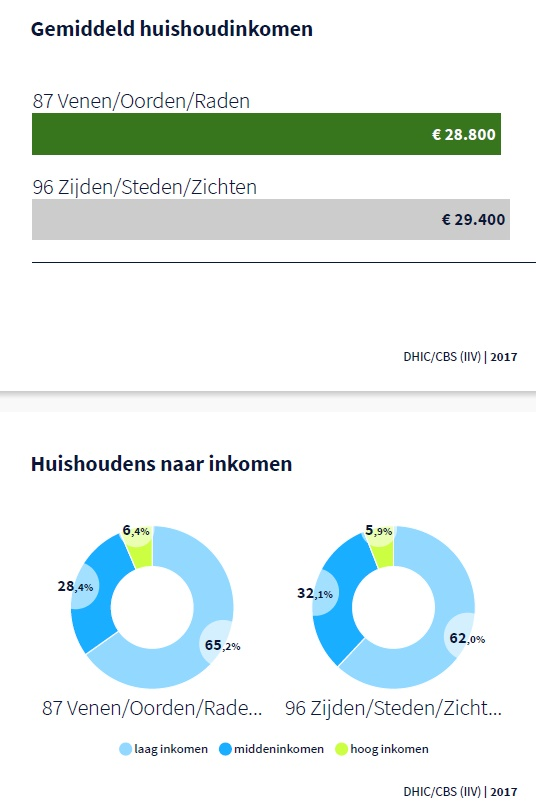 Gemiddeld huishoudinkomen
87 Venen/Oorden/Raden
€ 28.800
96 Zijden/Steden/Zichten
€ 29.400
DHIC/CBS (IIV) | 2017
Huishoudens naar inkomen
6,4%
28,4%
65,2%
5,9%
32,1%
62,0%
87 Venen/Oorden/Rade...
96 Zijden/Steden/Zicht...
laag inkomen middeninkomen hoog inkomen
DHIC/CBS (IIV) | 2017